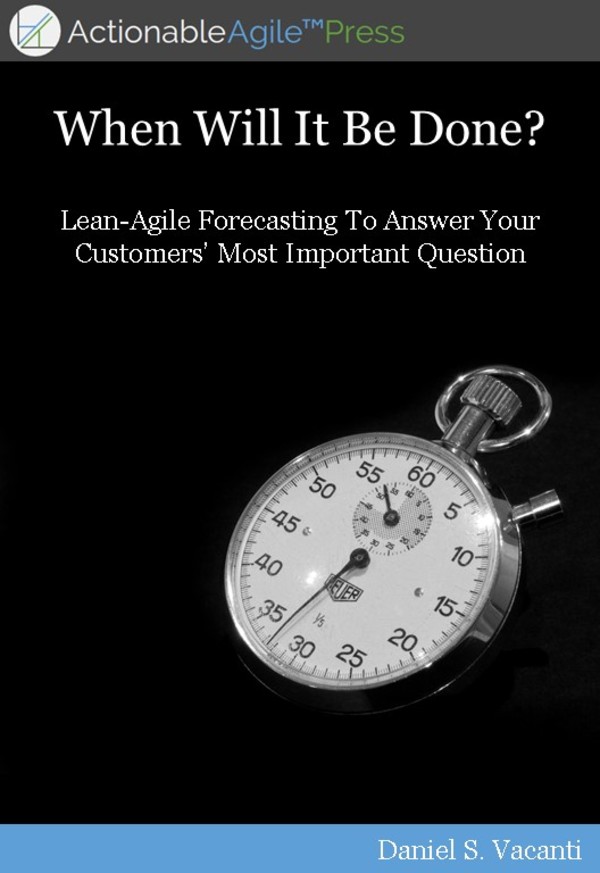 ActionableAgile™Press
When Will It Be Done?
Lean-Agile Forecasting To Answer Your
Customers' Most Important Question
60
5
10
15
20
25
30
35
40
45
50
55
HEUER
1/5
Daniel S. Vacanti